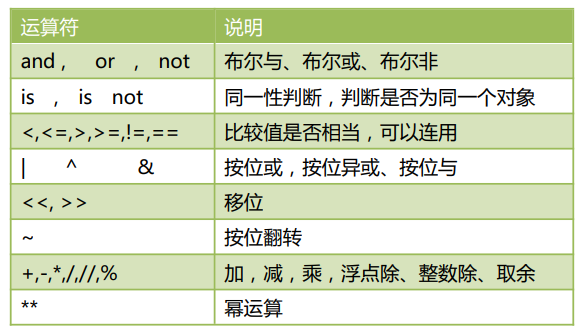 运算符 说明
and , or , not 布尔与、布尔或、布尔非
is , is not 同一性判断，判断是否为同一个对象
<,<=,>,>=,!=,== 比较值是否相当，可以连用
| ^ & 按位或，按位异或、按位与
<<, >> 移位
~ 按位翻转
+,-,*,/,//,% 加，减，乘，浮点除、整数除、取余
** 幂运算